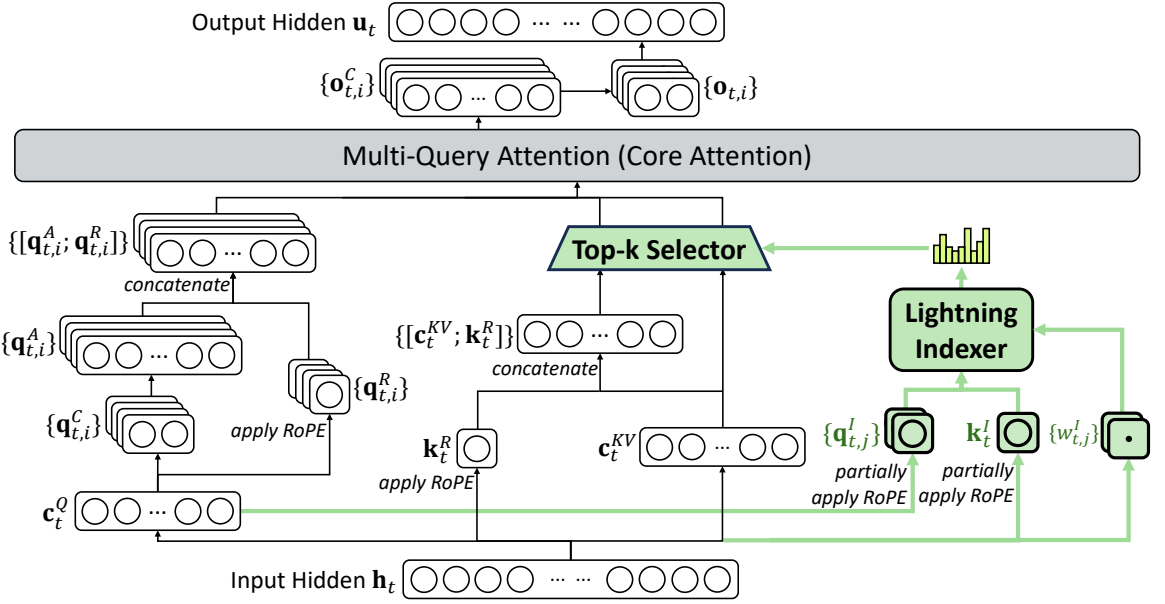 Output Hidden 𝐮_t
... ...
{𝐨^C_{t,i}}
...
{𝐨_{t,i}}
Multi-Query Attention (Core Attention)
{[𝐪^A_{t,i}; 𝐪^R_{t,i}]}
...
concatenate
Top-k Selector
{𝐪^A_{t,i}}
...
{[𝐜^{KV}_t; 𝐤^R_t]}
...
concatenate
Lightning
Indexer
{𝐪^C_{t,i}}
{𝐪^R_{t,i}}
apply RoPE
𝐤^R_t
apply RoPE
𝐜^{KV}_t
...
{𝐪^I_{t,j}}
partially
apply RoPE
𝐤^I_t
partially
apply RoPE
{w^I_{t,j}}
𝐜^Q_t
...
Input Hidden 𝐡_t
... ...